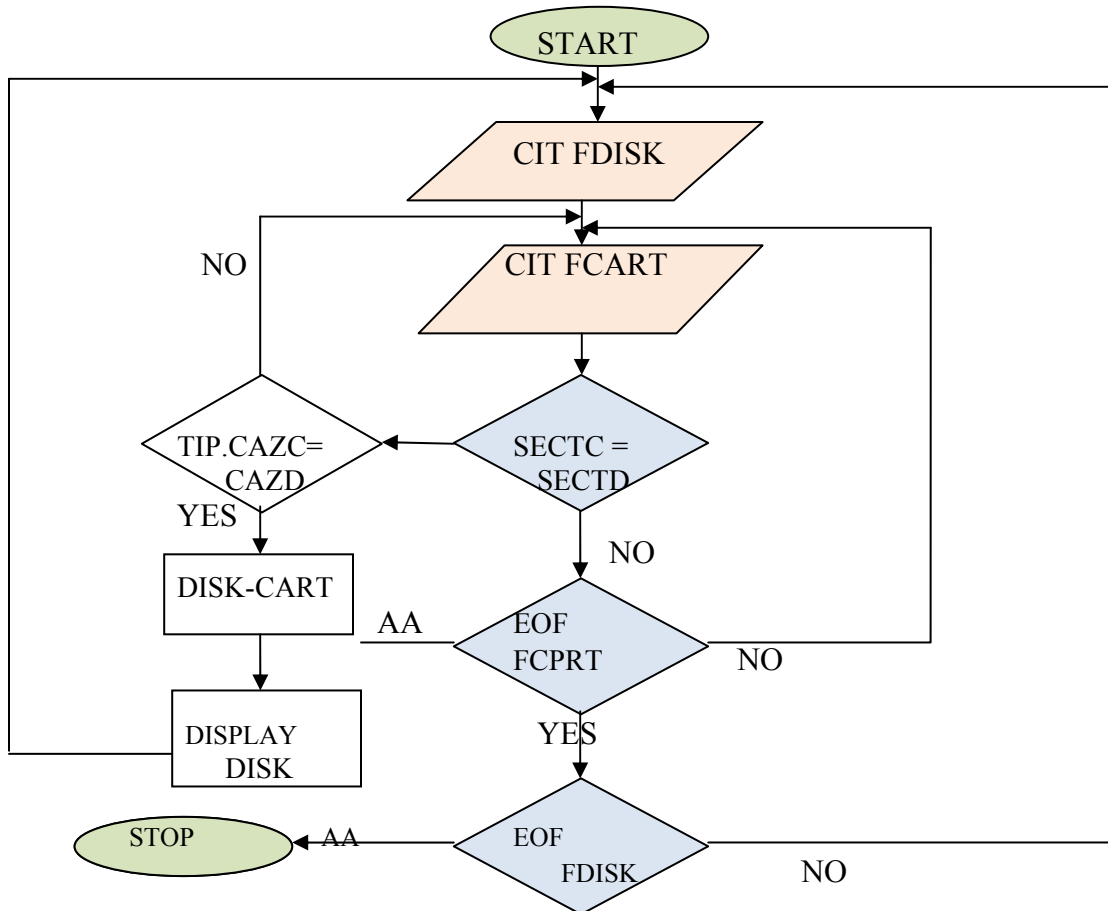 START
CIT FDISK
NO
CIT FCART
TIP.CAZC=
CAZD
SECTC =
SECTD
YES
NO
DISK-CART
AA
EOF
FCPRT
NO
YES
DISPLAY
DISK
STOP
AA
EOF
FDISK
NO